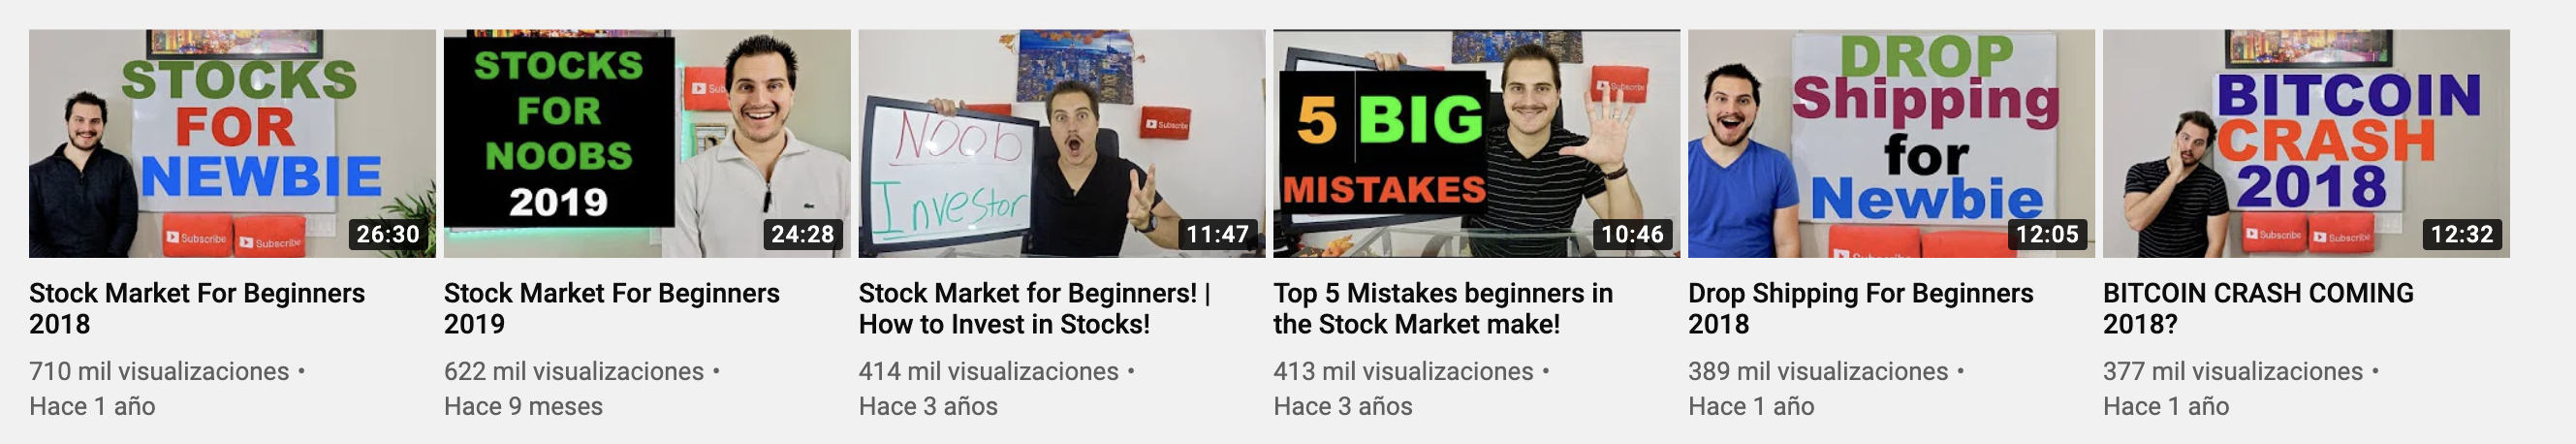 STOCKS
FOR
NEWBIE
Subscribe
Subscribe
26:30
Stock Market For Beginners
2018
710 mil visualizaciones •
Hace 1 año
STOCKS
FOR
NOOBS
2019
Sub
24:28
Stock Market For Beginners
2019
622 mil visualizaciones •
Hace 9 meses
Noob
Investor
Subscribe
11:47
Stock Market for Beginners! |
How to Invest in Stocks!
414 mil visualizaciones •
Hace 3 años
5 BIG
MISTAKES
Subscribe
10:46
Top 5 Mistakes beginners in
the Stock Market make!
413 mil visualizaciones •
Hace 3 años
DROP
Shipping
for
Newbie
12:05
Drop Shipping For Beginners
2018
389 mil visualizaciones •
Hace 1 año
BITCOIN
CRASH
2018
Subscribe
Subscribe
12:32
BITCOIN CRASH COMING
2018?
377 mil visualizaciones •
Hace 1 año